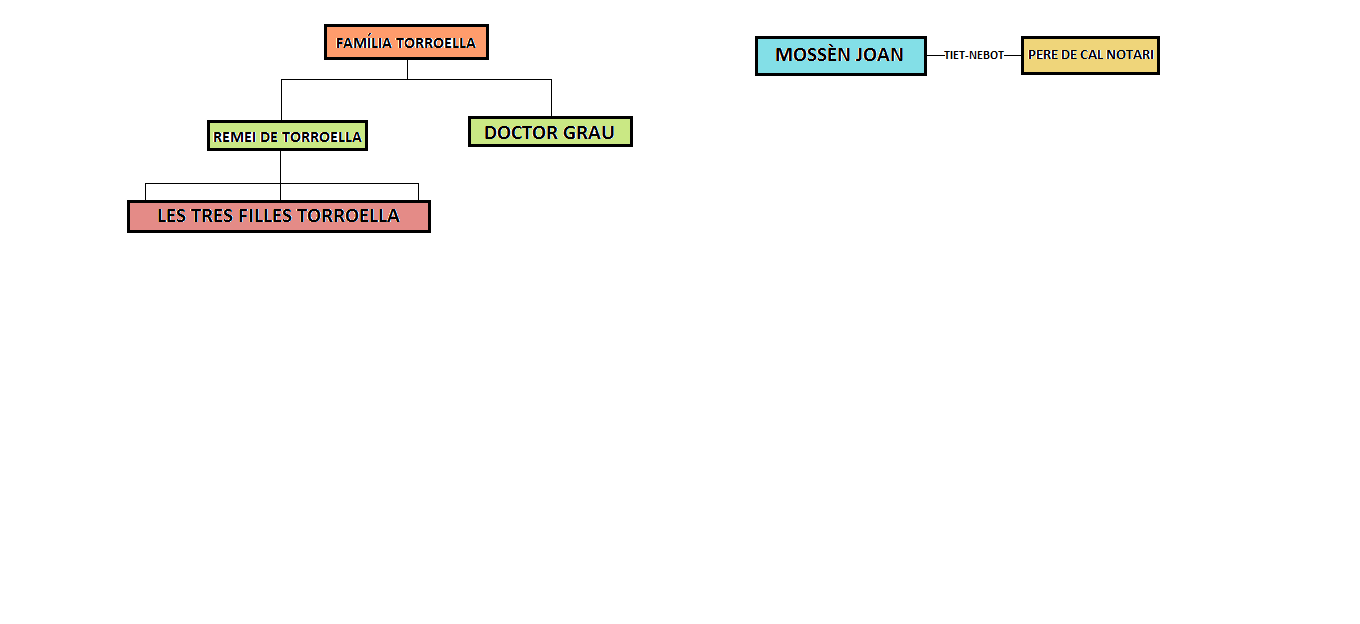 FAMÍLIA TORROELLA
MOSSÈN JOAN
TIET-NEBOT
PERE DE CAL NOTARI
REMEI DE TORROELLA
DOCTOR GRAU
LES TRES FILLES TORROELLA